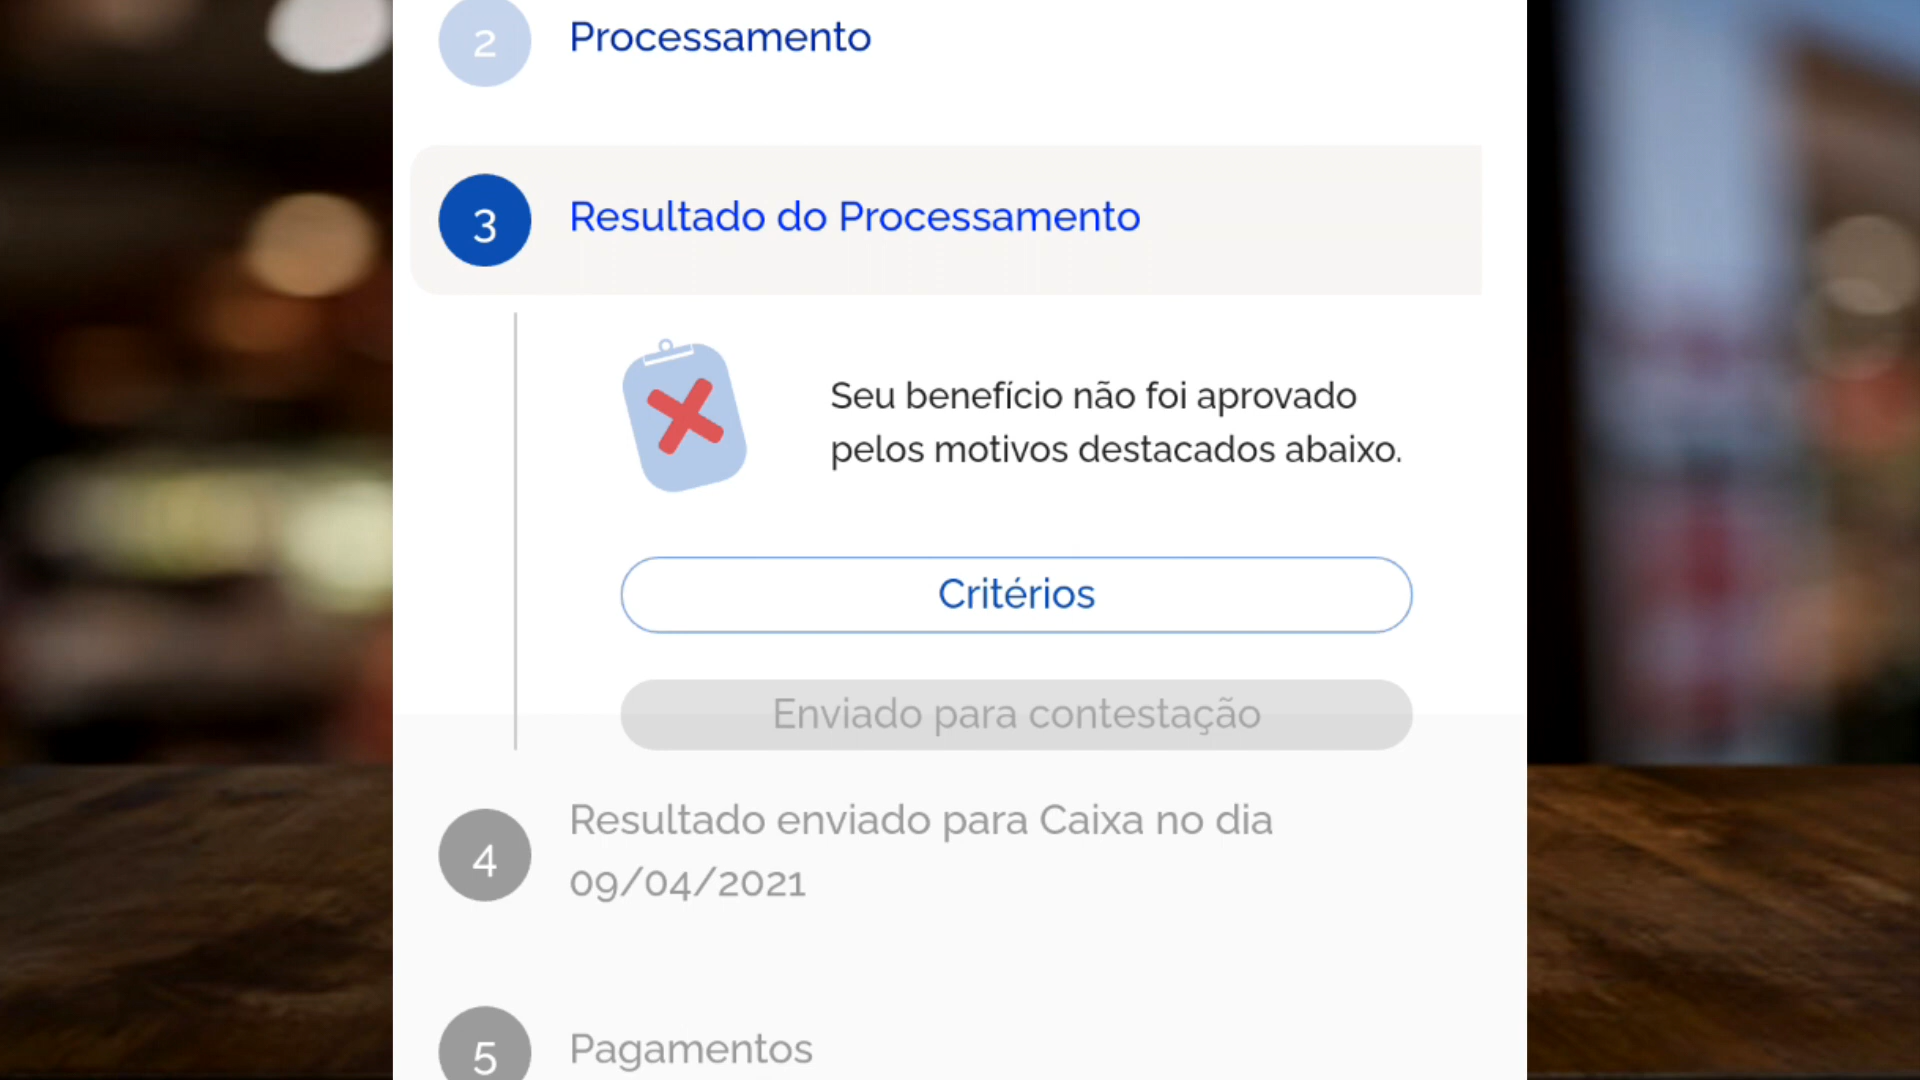 2 Processamento
3 Resultado do Processamento
Seu benefício não foi aprovado
pelos motivos destacados abaixo.
Critérios
Enviado para contestação
4 Resultado enviado para Caixa no dia
09/04/2021
5 Pagamentos